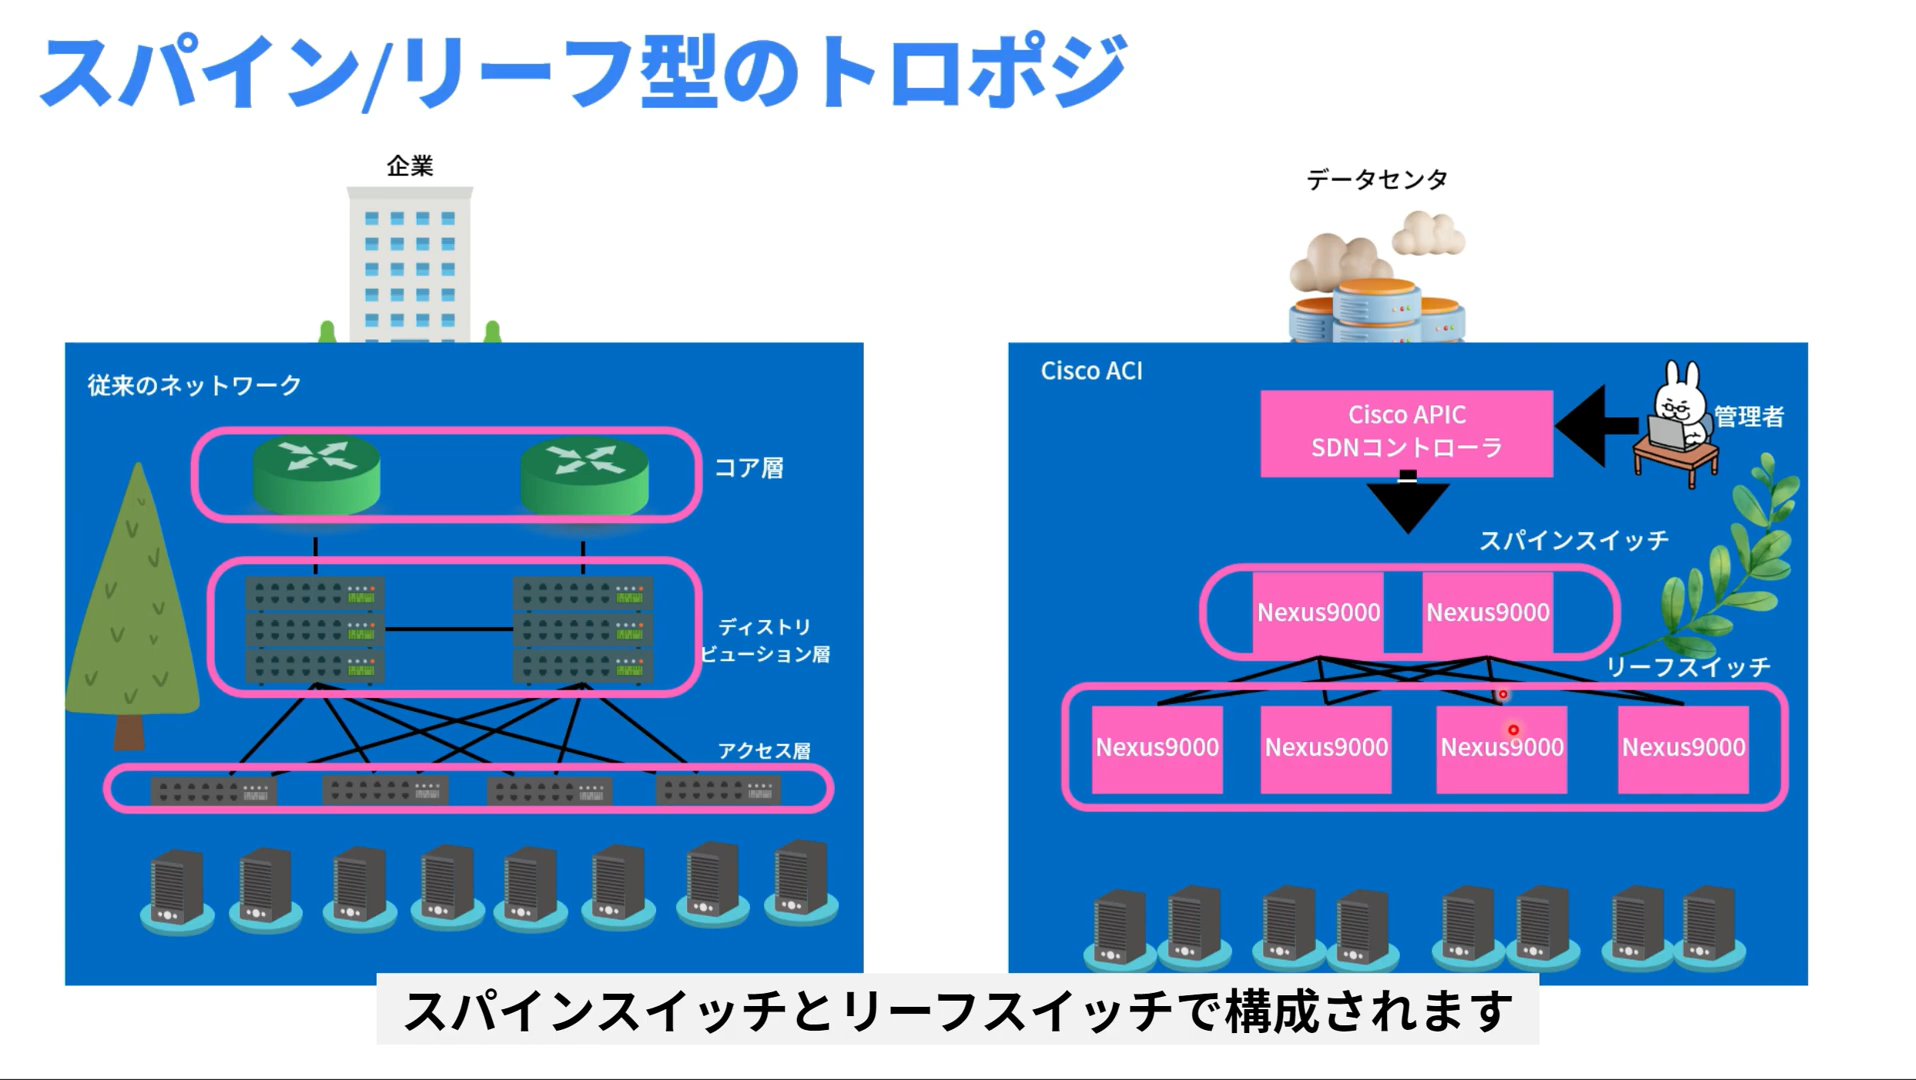 スパイン/リーフ型のトロポジ
企業
従来のネットワーク
コア層
ディストリ
ビューション層
アクセス層
データセンタ
Cisco ACI
Cisco APIC
SDNコントローラ
管理者
スパインスイッチ
Nexus9000
Nexus9000
リーフスイッチ
Nexus9000
Nexus9000
Nexus9000
Nexus9000
スパインスイッチとリーフスイッチで構成されます